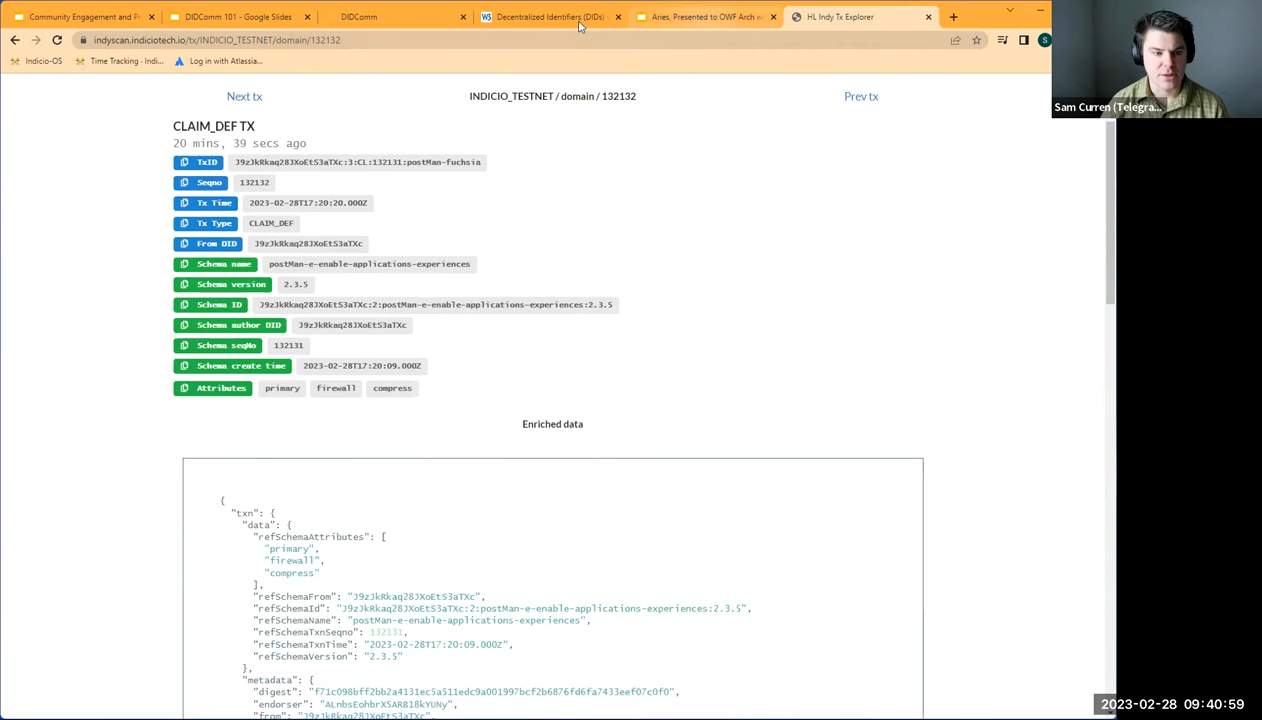 Community Engagement and Pr
DIDComm 101 - Google Slides
DIDComm
Decentralized Identifiers (DIDs) v
Aries, Presented to OWF Arch w
HL Indy Tx Explorer
indyscan.indiciotech.io/tx/INDICIO_TESTNET/domain/132132
S
Indicio-OS
Time Tracking · Indi...
Log in with Atlassia...
Sam Curren (Telegra...
Next tx
INDICIO_TESTNET / domain / 132132
Prev tx
CLAIM_DEF TX
20 mins, 39 secs ago
TxID J9zJkRkaq28JXoEtS3aTXc:3:CL:132131:postMan-fuchsia
Seqno 132132
Tx Time 2023-02-28T17:20:20.000Z
Tx Type CLAIM_DEF
From DID J9zJkRkaq28JXoEtS3aTXc
Schema name postMan-e-enable-applications-experiences
Schema version 2.3.5
Schema ID J9zJkRkaq28JXoEtS3aTXc:2:postMan-e-enable-applications-experiences:2.3.5
Schema author DID J9zJkRkaq28JXoEtS3aTXc
Schema seqNo 132131
Schema create time 2023-02-28T17:20:09.000Z
Attributes primary firewall compress
Enriched data
{
"txn": {
"data": {
"refSchemaAttributes": [
"primary",
"firewall",
"compress"
],
"refSchemaFrom": "J9zJkRkaq28JXoEtS3aTXc",
"refSchemaId": "J9zJkRkaq28JXoEtS3aTXc:2:postMan-e-enable-applications-experiences:2.3.5",
"refSchemaName": "postMan-e-enable-applications-experiences",
"refSchemaTxnSeqno": 132131,
"refSchemaTxnTime": "2023-02-28T17:20:09.000Z",
"refSchemaVersion": "2.3.5"
},
"metadata": {
"digest": "f71c098bff2bb2a4131ec5a511edc9a001997bcf2b6876fd6fa7433eef07c0f0",
"endorser": "ALnbsEohbrX5ARB18kYUNy",
"from": "J9zJkRkaq28JXoEtS3aTXc",
2023-02-28 09:40:59